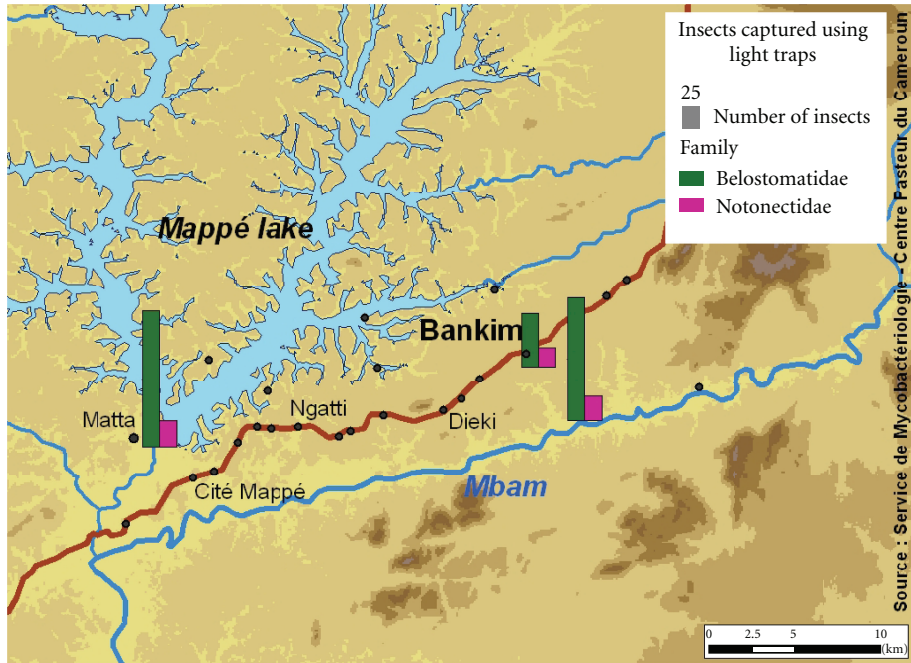 Insects captured using
light traps
25
Number of insects
Family
Belostomatidae
Notonectidae
Mappé lake
Bankim
Matta
Ngatti
Dieki
Cité Mappé
Mbam
Source : Service de Mycobactériologie - Centre Pasteur du Cameroun
0 2.5 5 10
(km)